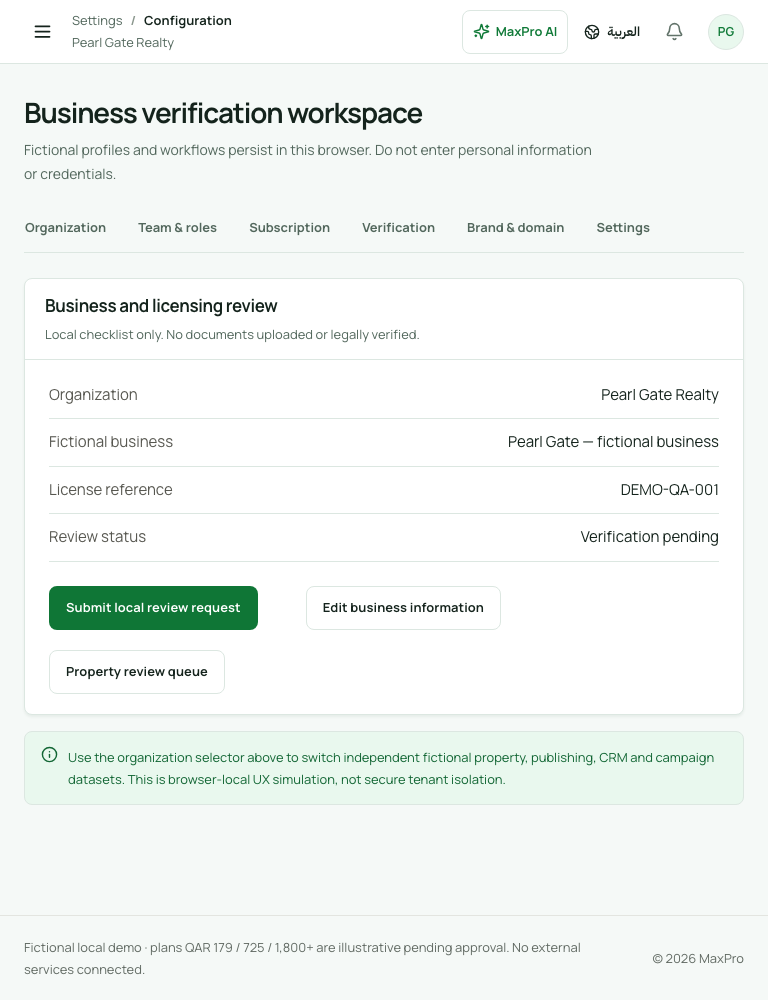 Settings / Configuration
Pearl Gate Realty
MaxPro AI
العربية
PG
Business verification workspace
Fictional profiles and workflows persist in this browser. Do not enter personal information
or credentials.
Organization
Team & roles
Subscription
Verification
Brand & domain
Settings
Business and licensing review
Local checklist only. No documents uploaded or legally verified.
Organization
Pearl Gate Realty
Fictional business
Pearl Gate — fictional business
License reference
DEMO-QA-001
Review status
Verification pending
Submit local review request
Edit business information
Property review queue
Use the organization selector above to switch independent fictional property, publishing, CRM and campaign
datasets. This is browser-local UX simulation, not secure tenant isolation.
Fictional local demo · plans QAR 179 / 725 / 1,800+ are illustrative pending approval. No external
services connected.
© 2026 MaxPro